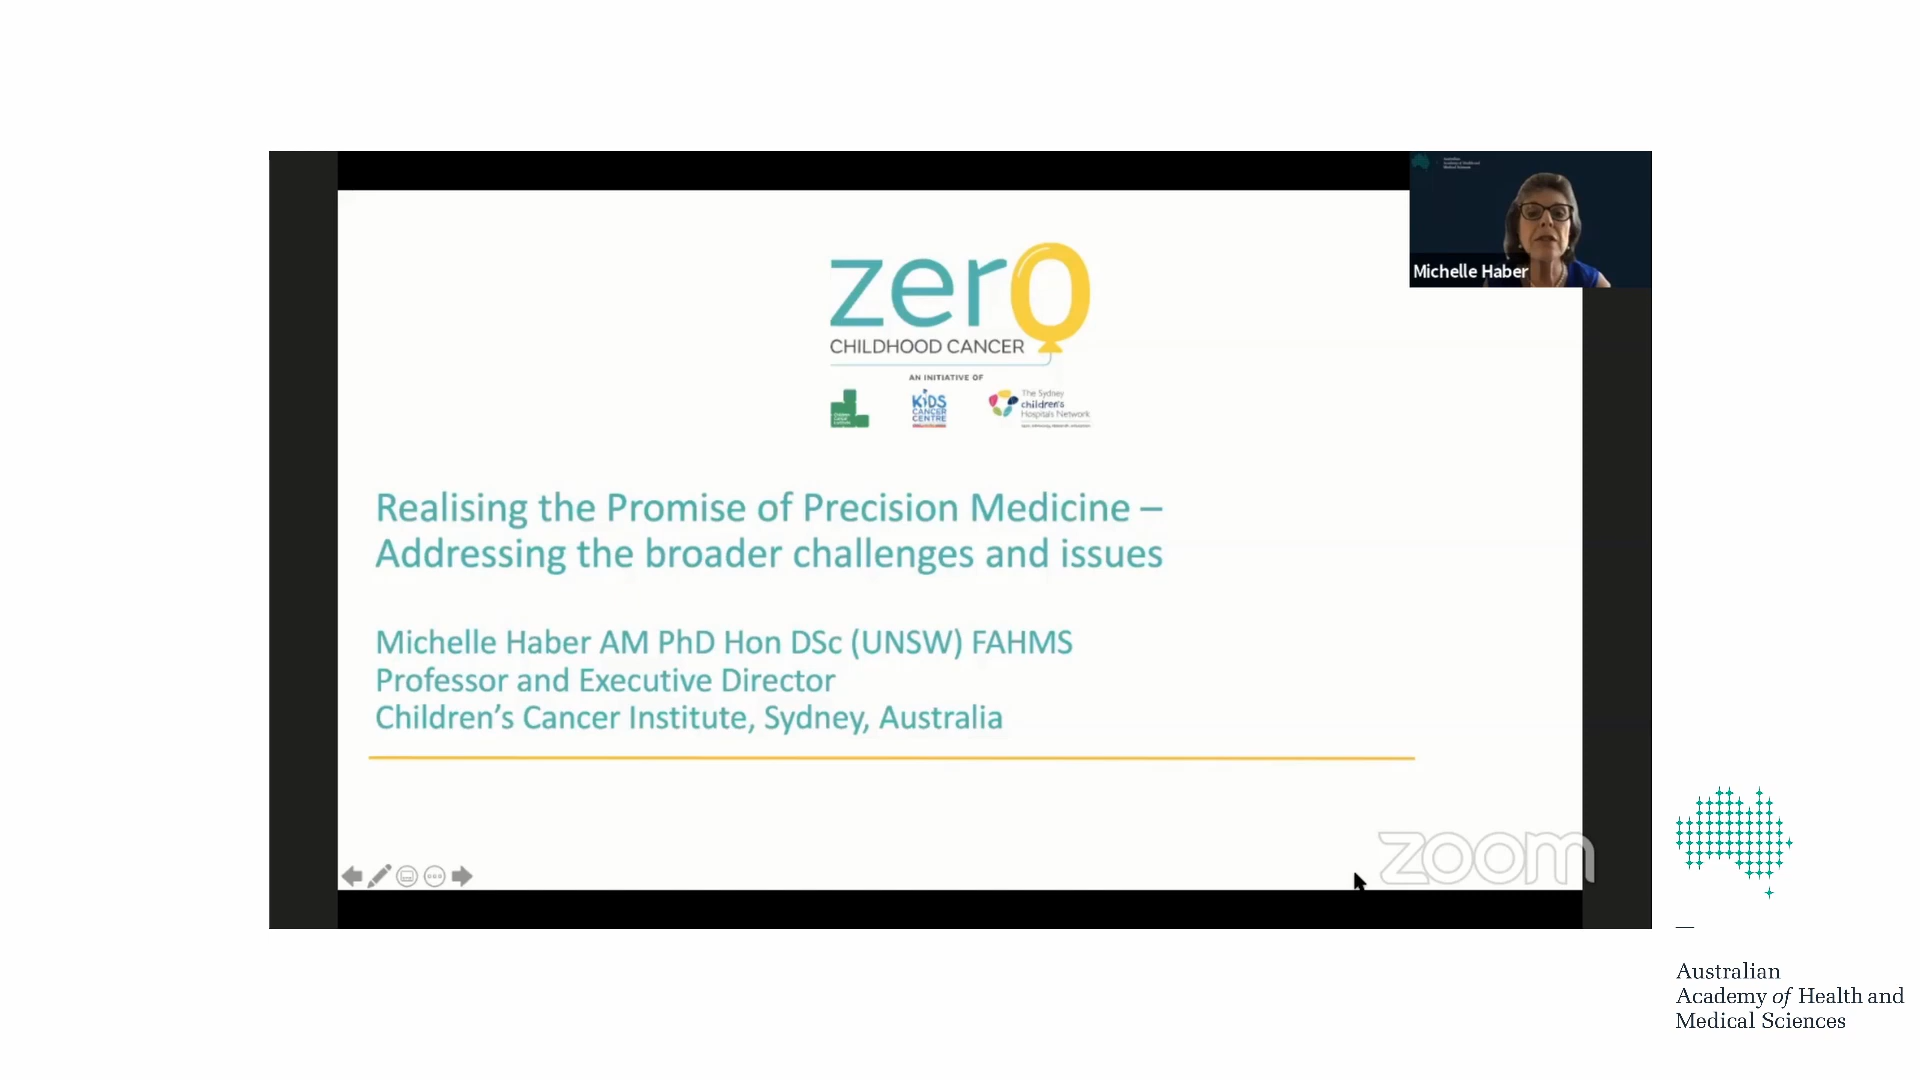 zero
CHILDHOOD CANCER
AN INITIATIVE OF
KiDS
CANCER
CENTRE
The Sydney
children's
Hospitals Network
Michelle Haber
Realising the Promise of Precision Medicine –
Addressing the broader challenges and issues
Michelle Haber AM PhD Hon DSc (UNSW) FAHMS
Professor and Executive Director
Children's Cancer Institute, Sydney, Australia
zoom
Australian
Academy of Health and
Medical Sciences